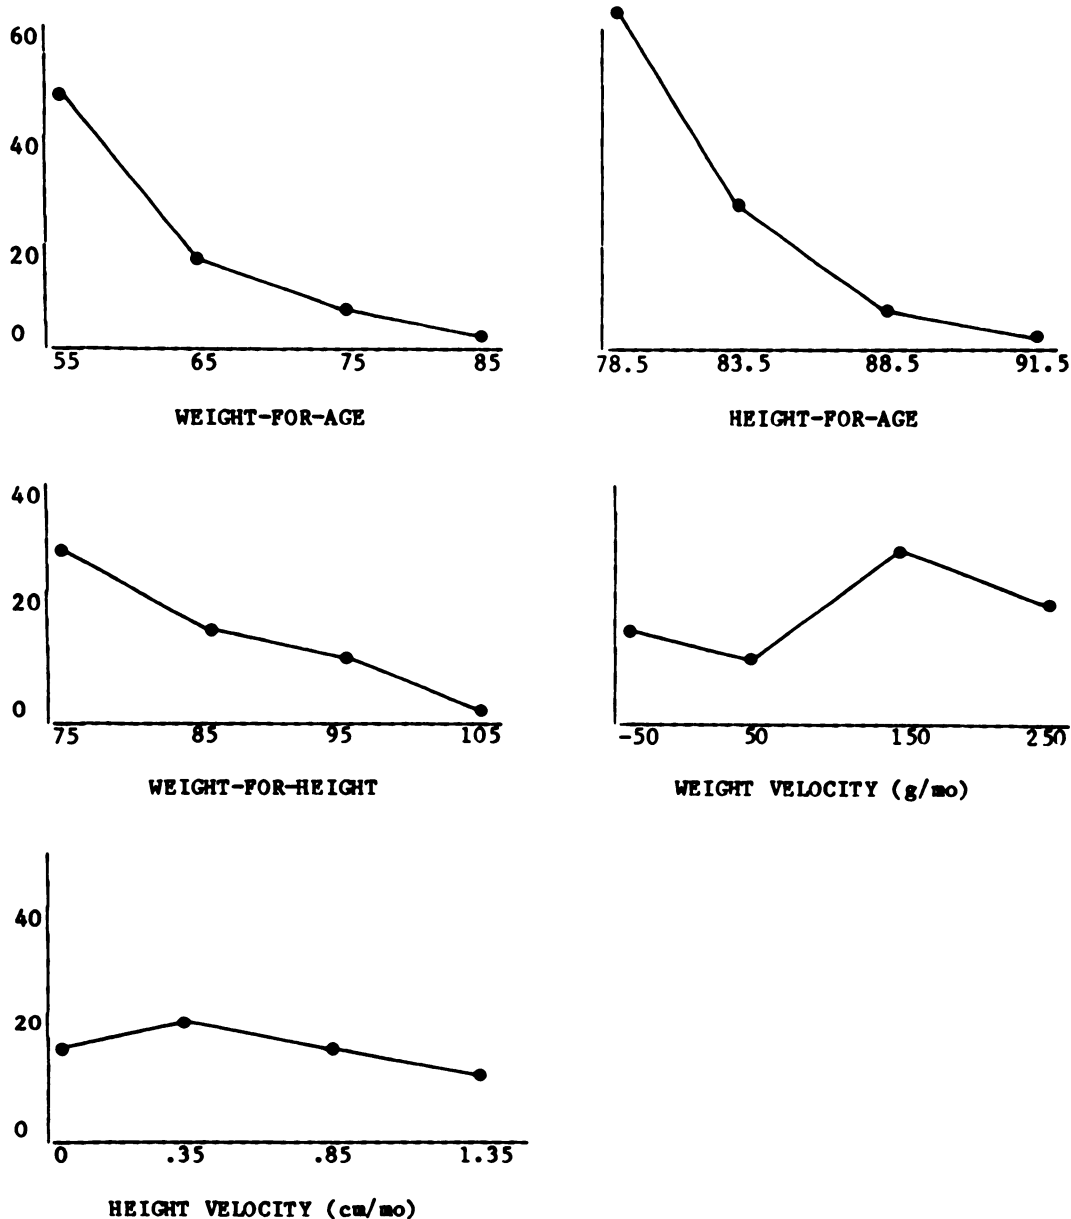 60
40
20
0
55 65 75 85
WEIGHT-FOR-AGE
78.5 83.5 88.5 91.5
HEIGHT-FOR-AGE
40
20
0
75 85 95 105
WEIGHT-FOR-HEIGHT
-50 50 150 250
WEIGHT VELOCITY (g/mo)
40
20
0
0 .35 .85 1.35
HEIGHT VELOCITY (cm/mo)